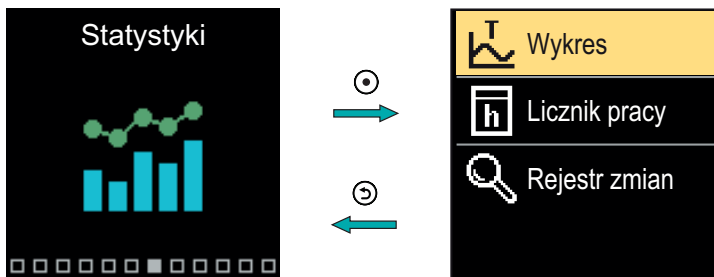 Statystyki
T
Wykres
h
Licznik pracy
Rejestr zmian